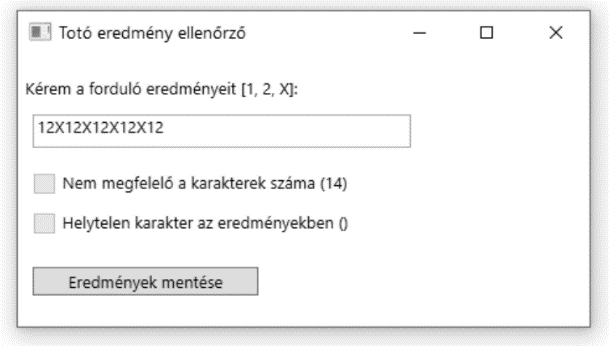 Totó eredmény ellenőrző
Kérem a forduló eredményeit [1, 2, X]:
12X12X12X12X12
Nem megfelelő a karakterek száma (14)
Helytelen karakter az eredményekben ()
Eredmények mentése